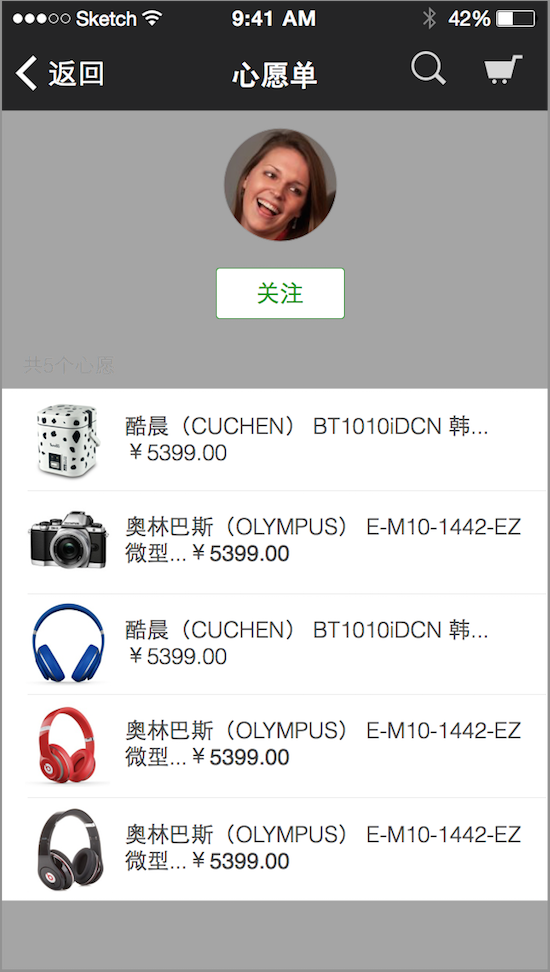 Sketch 9:41 AM 42%
返回 心愿单
关注
共5个心愿
酷晨（CUCHEN） BT1010iDCN 韩...
￥5399.00
奥林巴斯（OLYMPUS） E-M10-1442-EZ
微型...￥5399.00
酷晨（CUCHEN） BT1010iDCN 韩...
￥5399.00
奥林巴斯（OLYMPUS） E-M10-1442-EZ
微型...￥5399.00
奥林巴斯（OLYMPUS） E-M10-1442-EZ
微型...￥5399.00